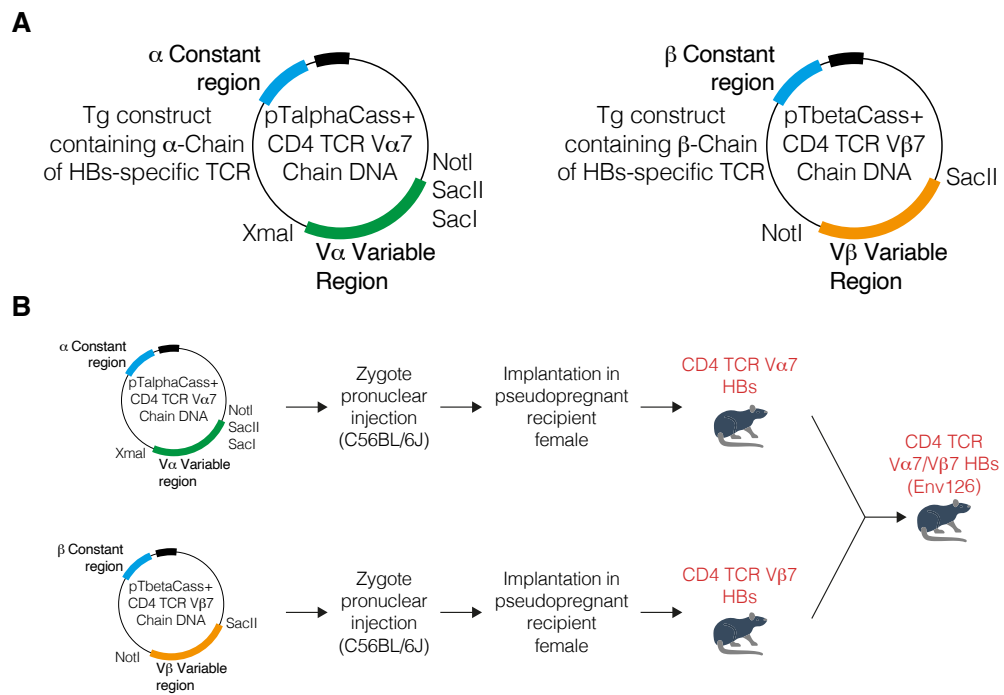 A
α Constant
region
Tg construct
containing α-Chain
of HBs-specific TCR
pTalphaCass+
CD4 TCR Vα7
Chain DNA
NotI
SacII
SacI
XmaI
Vα Variable
Region
β Constant
region
Tg construct
containing β-Chain
of HBs-specific TCR
pTbetaCass+
CD4 TCR Vβ7
Chain DNA
SacII
NotI
Vβ Variable
Region
B
α Constant
region
pTalphaCass+
CD4 TCR Vα7
Chain DNA
NotI
SacII
SacI
XmaI
Vα Variable
region
Zygote
pronuclear
injection
(C56BL/6J)
Implantation in
pseudopregnant
recipient
female
CD4 TCR Vα7
HBs
CD4 TCR
Vα7/Vβ7 HBs
(Env126)
β Constant
region
pTbetaCass+
CD4 TCR Vβ7
Chain DNA
SacII
NotI
Vβ Variable
region
Zygote
pronuclear
injection
(C56BL/6J)
Implantation in
pseudopregnant
recipient
female
CD4 TCR Vβ7
HBs